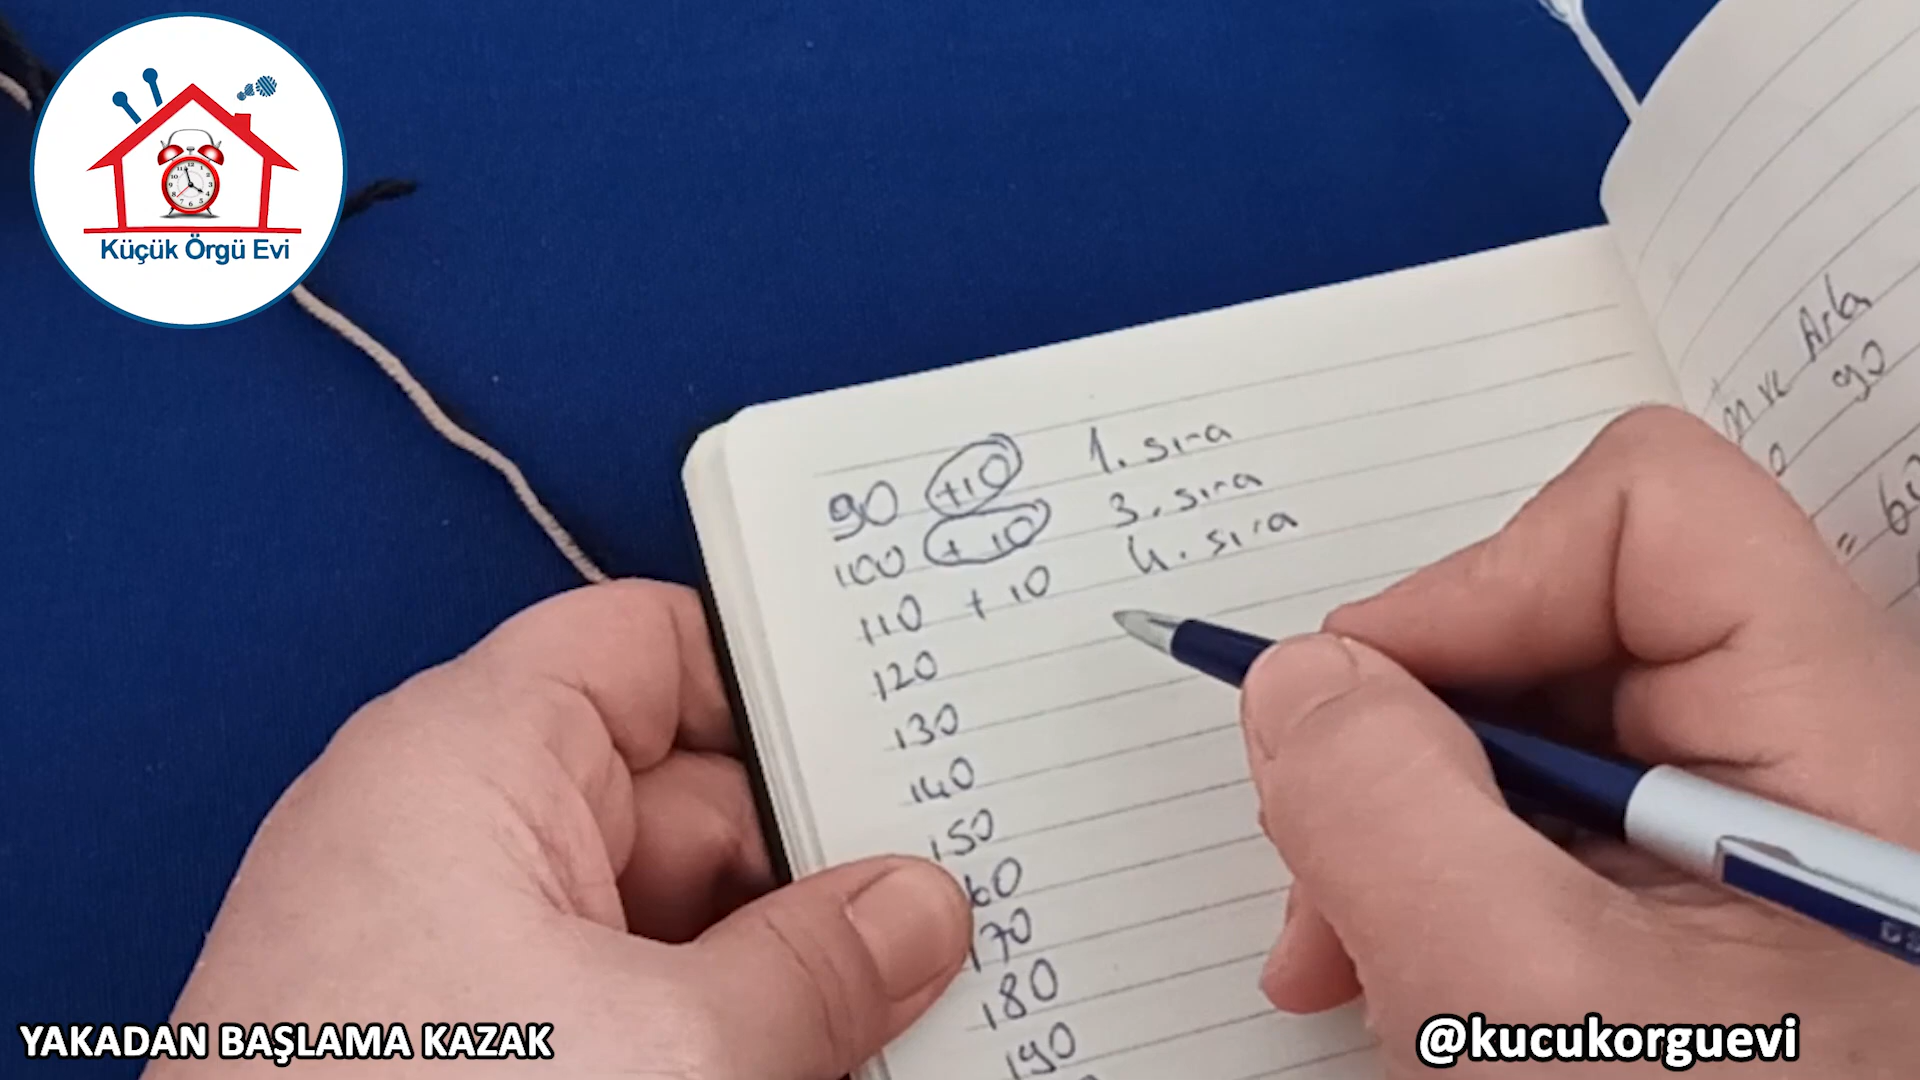 Küçük Örgü Evi
90 +10 1. sıra
100 +10 3. sıra
110 + 10 4. sıra
120
130
140
150
160
170
180
190
90
YAKADAN BAŞLAMA KAZAK
@kucukorguevi